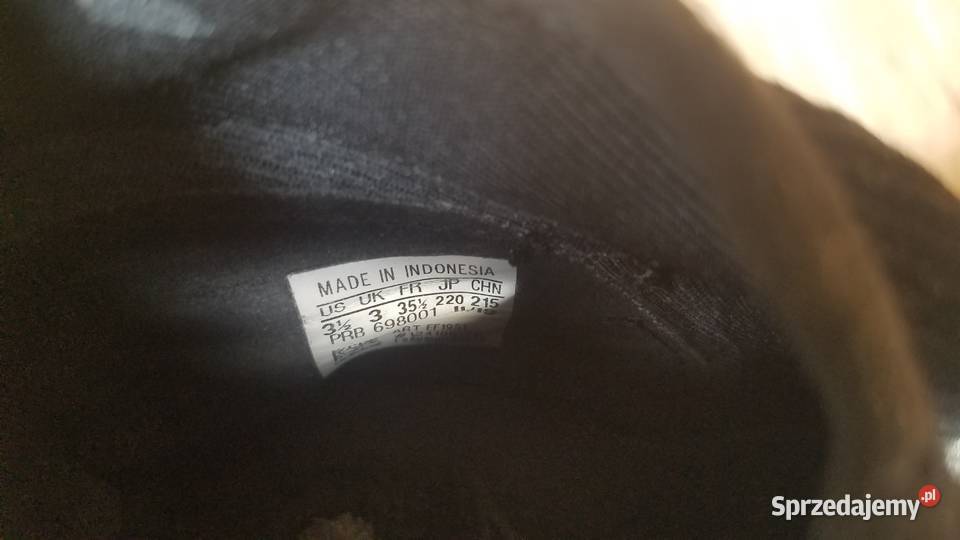 MADE IN INDONESIA
US UK FR JP CHN
3½ 3 35½ 220 215
PRB 698001
ART
Sprzedajemy.pl